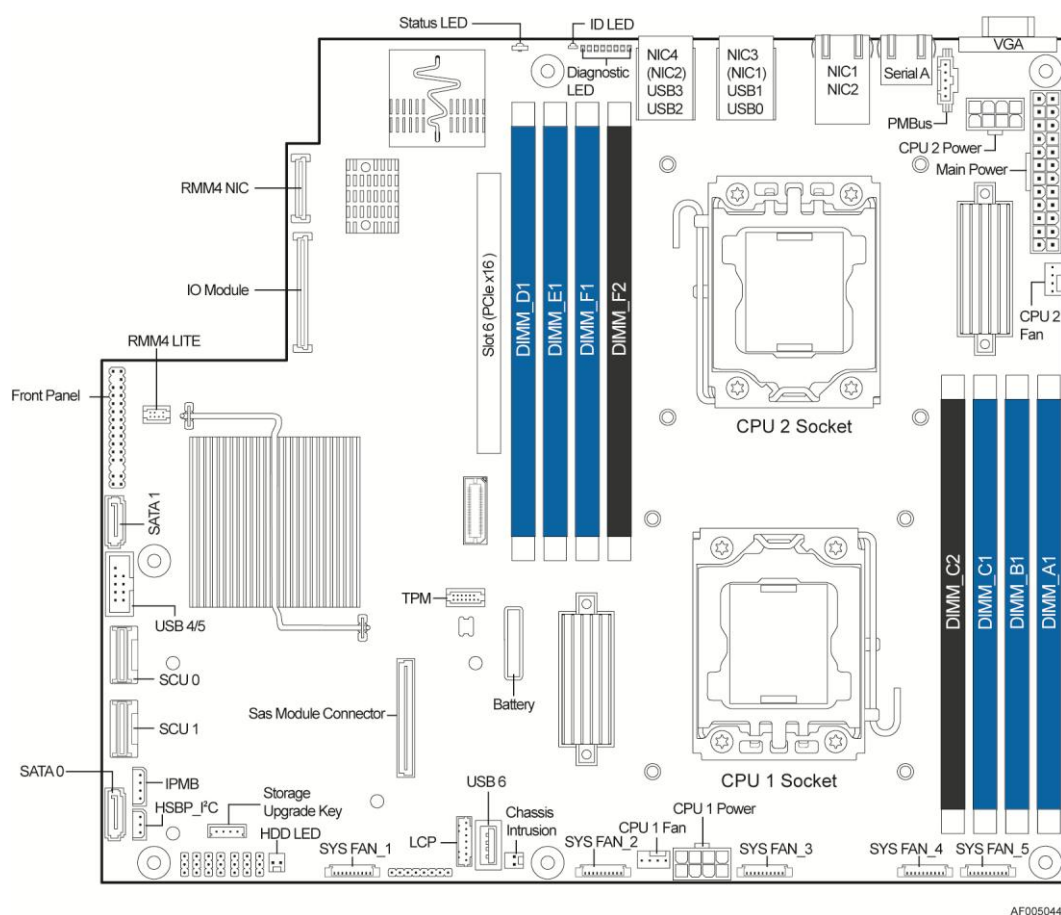 Status LED
ID LED
Diagnostic
LED
NIC4
(NIC2)
USB3
USB2
NIC3
(NIC1)
USB1
USB0
NIC1
NIC2
Serial A
VGA
PMBus
CPU 2 Power
Main Power
RMM4 NIC
IO Module
RMM4 LITE
Front Panel
Slot 6 (PCIe x16)
DIMM_D1
DIMM_E1
DIMM_F1
DIMM_F2
CPU 2
Fan
CPU 2 Socket
SATA 1
USB 4/5
TPM
DIMM_C2
DIMM_C1
DIMM_B1
DIMM_A1
SCU 0
SCU 1
Sas Module Connector
Battery
CPU 1 Socket
SATA 0
IPMB
HSBP_I²C
Storage
Upgrade Key
HDD LED
SYS FAN_1
LCP
USB 6
Chassis
Intrusion
SYS FAN_2
CPU 1 Fan
CPU 1 Power
SYS FAN_3
SYS FAN_4
SYS FAN_5
AF005044